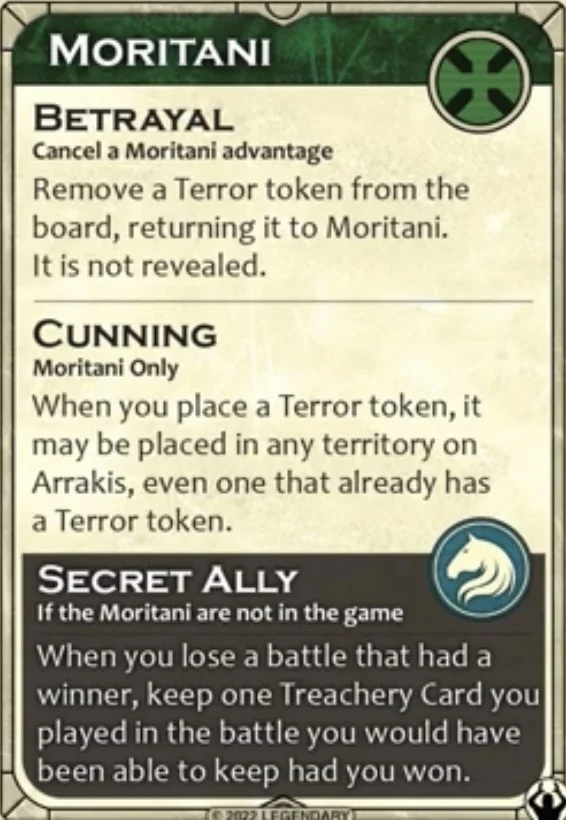 MORITANI
BETRAYAL
Cancel a Moritani advantage
Remove a Terror token from the
board, returning it to Moritani.
It is not revealed.
CUNNING
Moritani Only
When you place a Terror token, it
may be placed in any territory on
Arrakis, even one that already has
a Terror token.
SECRET ALLY
If the Moritani are not in the game
When you lose a battle that had a
winner, keep one Treachery Card you
played in the battle you would have
been able to keep had you won.
© 2022 LEGENDARY